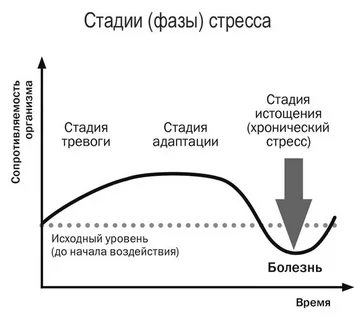 Стадии (фазы) стресса
Сопротивляемость
организма
Стадия
тревоги
Стадия
адаптации
Стадия
истощения
(хронический
стресс)
Исходный уровень
(до начала воздействия)
Болезнь
Время